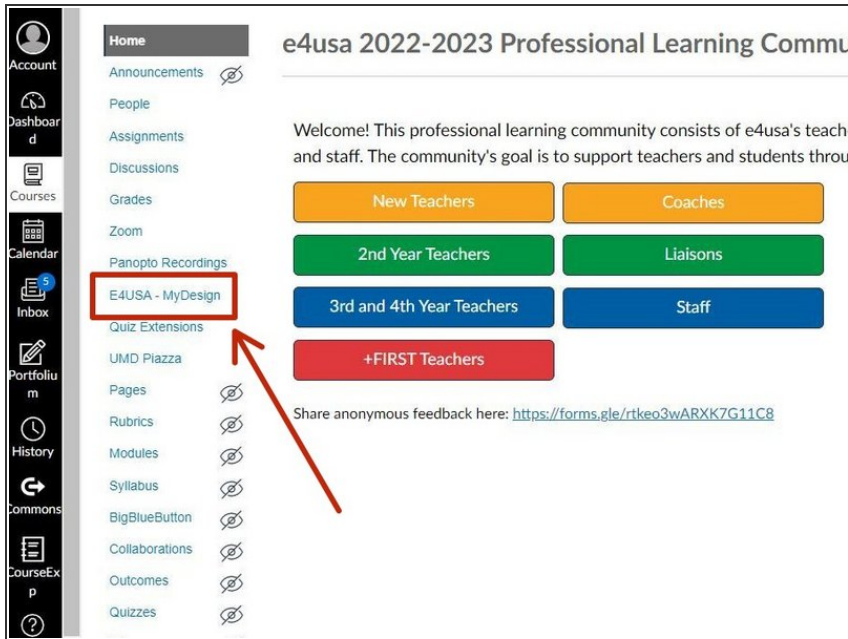 Account
Dashboar
d
Courses
Calendar
5
Inbox
Portfoliu
m
History
Commons
CourseEx
p
Home
Announcements
People
Assignments
Discussions
Grades
Zoom
Panopto Recordings
E4USA - MyDesign
Quiz Extensions
UMD Piazza
Pages
Rubrics
Modules
Syllabus
BigBlueButton
Collaborations
Outcomes
Quizzes
e4usa 2022-2023 Professional Learning Commu
Welcome! This professional learning community consists of e4usa's teach
and staff. The community's goal is to support teachers and students throu
New Teachers
Coaches
2nd Year Teachers
Liaisons
3rd and 4th Year Teachers
Staff
+FIRST Teachers
Share anonymous feedback here: https://forms.gle/rtkeo3wARXK7G11C8